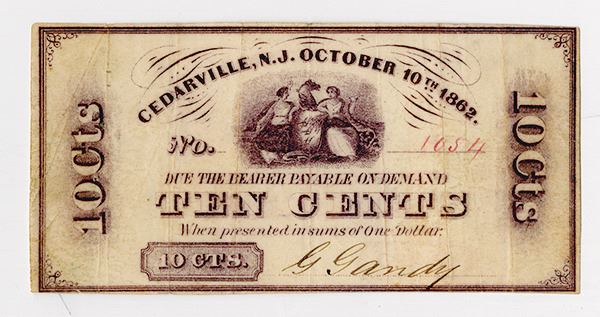 CEDARVILLE, N.J. OCTOBER 10TH 1862.
No. 1054
DUE THE BEARER PAYABLE ON DEMAND
10 Cts
TEN CENTS
10 Cts
When presented in sums of One Dollar.
10 CTS.
G Gandy